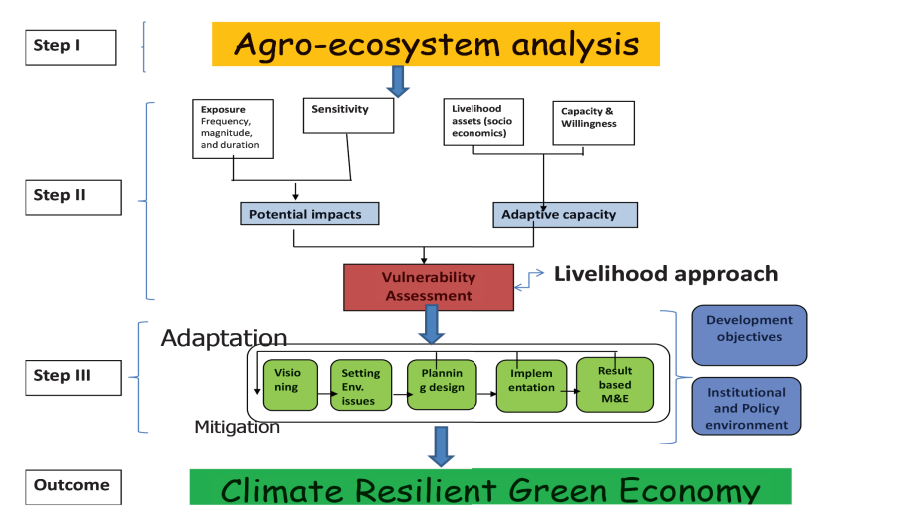 Step I
Agro-ecosystem analysis
Step II
Exposure
Frequency,
magnitude,
and duration
Sensitivity
Livelihood
assets (socio
economics)
Capacity &
Willingness
Potential impacts
Adaptive capacity
Vulnerability
Assessment
Livelihood approach
Step III
Adaptation
Visio
ning
Setting
Env.
issues
Plannin
g design
Implem
entation
Result
based
M&E
Mitigation
Development
objectives
Institutional
and Policy
environment
Outcome
Climate Resilient Green Economy